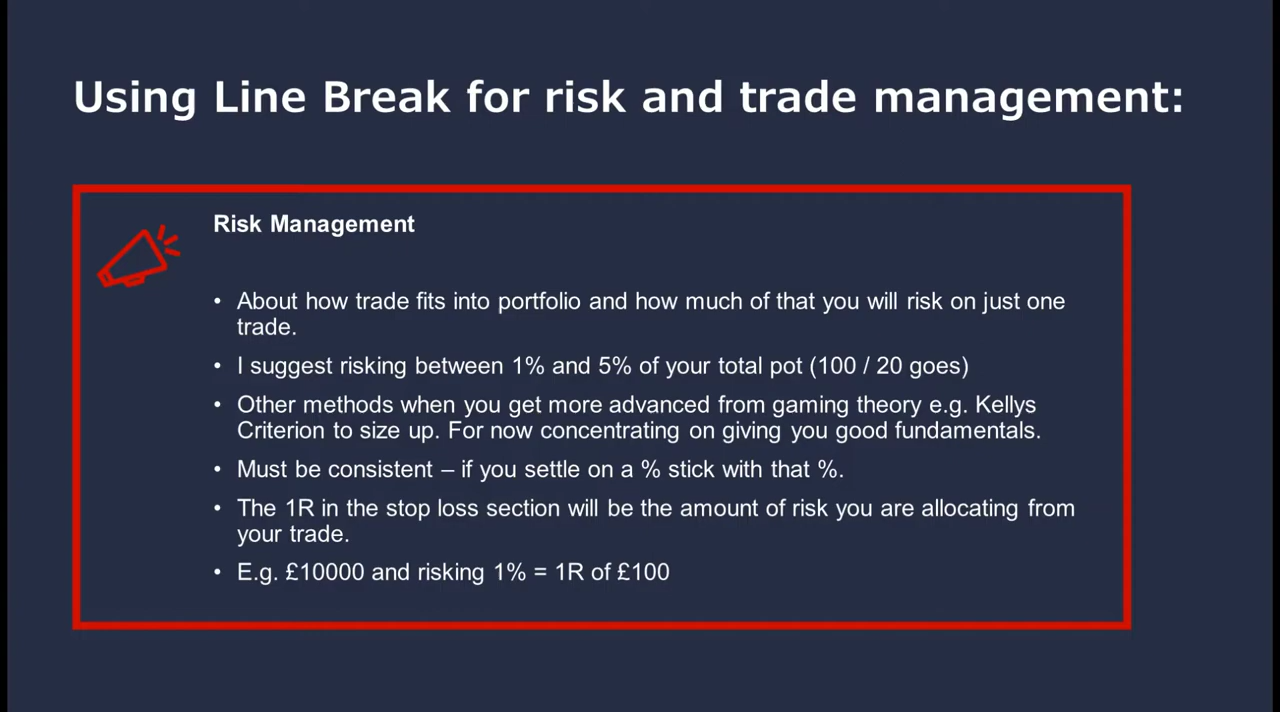 Using Line Break for risk and trade management:
Risk Management
• About how trade fits into portfolio and how much of that you will risk on just one
trade.
• I suggest risking between 1% and 5% of your total pot (100 / 20 goes)
• Other methods when you get more advanced from gaming theory e.g. Kellys
Criterion to size up. For now concentrating on giving you good fundamentals.
• Must be consistent – if you settle on a % stick with that %.
• The 1R in the stop loss section will be the amount of risk you are allocating from
your trade.
• E.g. £10000 and risking 1% = 1R of £100